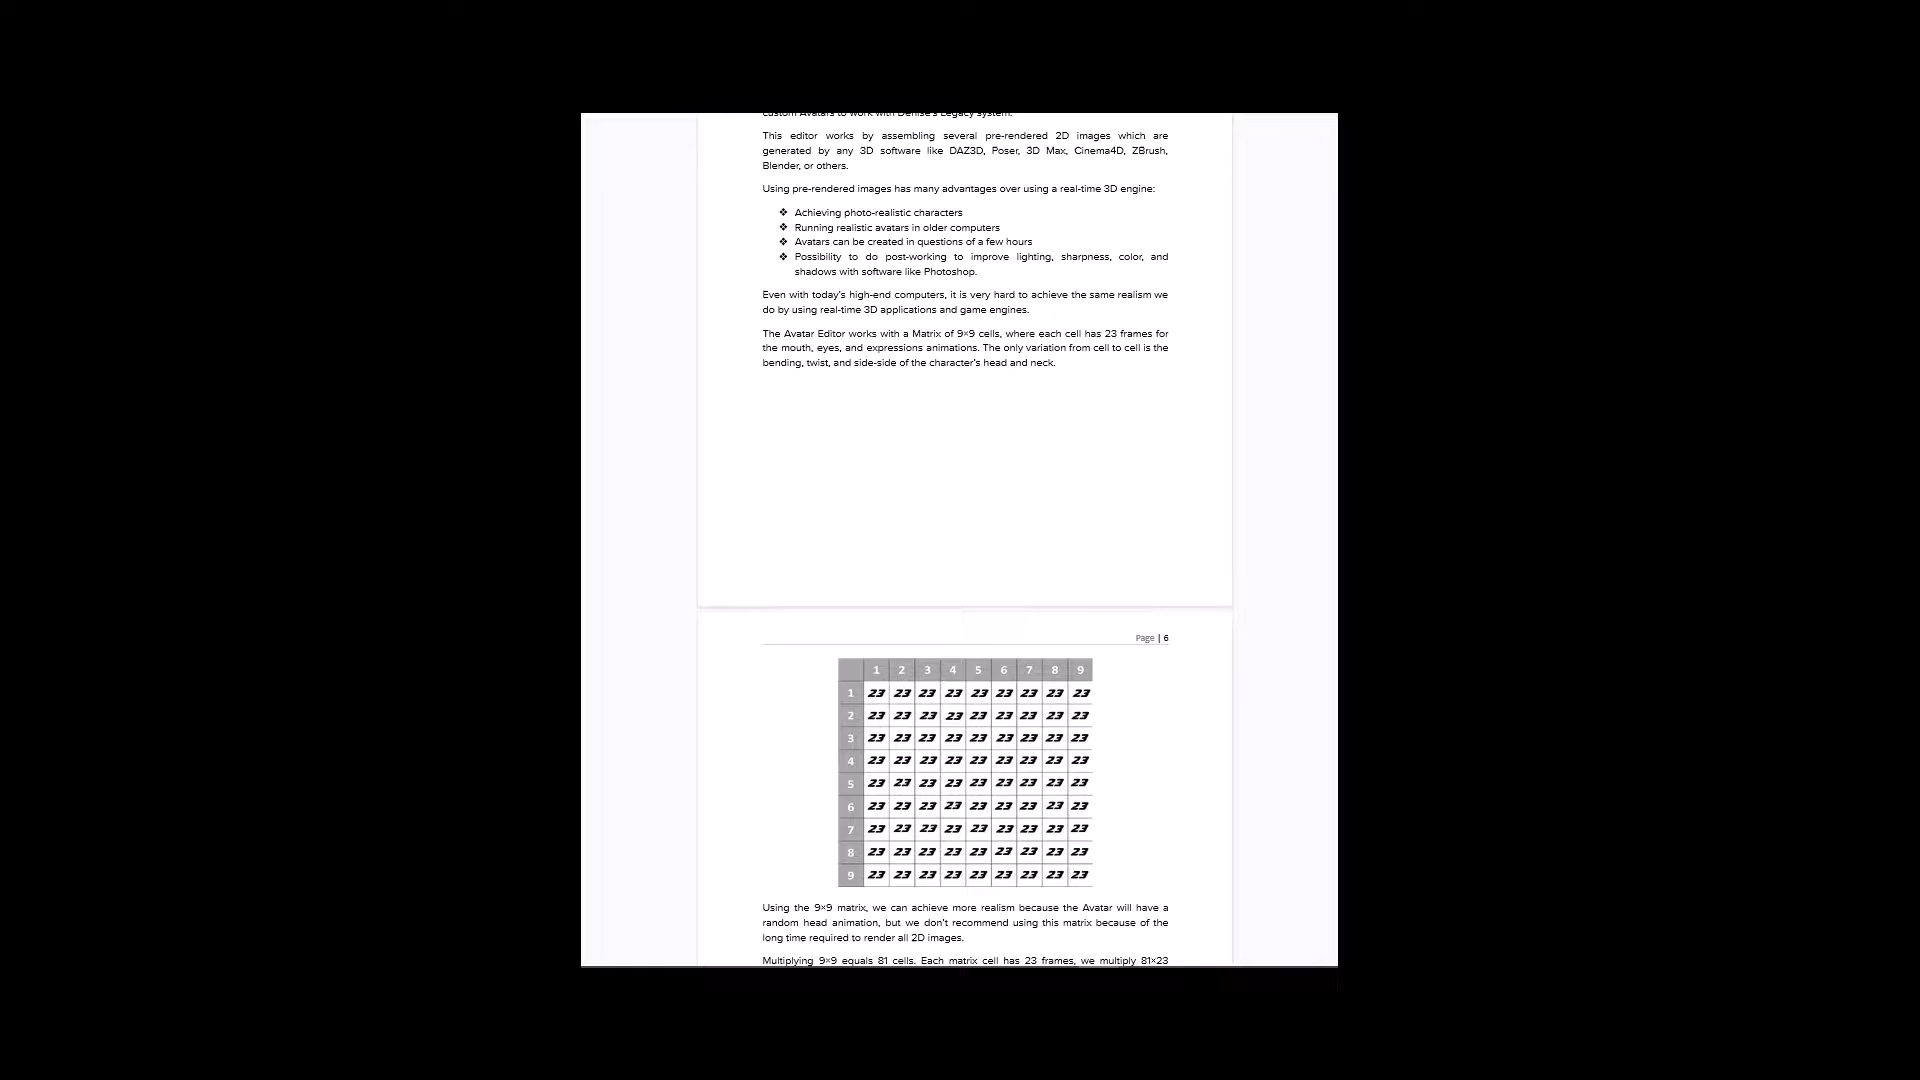 custom Avatars to work with Denise's Legacy system.
This editor works by assembling several pre-rendered 2D images which are
generated by any 3D software like DAZ3D, Poser, 3D Max, Cinema4D, ZBrush,
Blender, or others.
Using pre-rendered images has many advantages over using a real-time 3D engine:
❖ Achieving photo-realistic characters
❖ Running realistic avatars in older computers
❖ Avatars can be created in questions of a few hours
❖ Possibility to do post-working to improve lighting, sharpness, color, and
shadows with software like Photoshop.
Even with today's high-end computers, it is very hard to achieve the same realism we
do by using real-time 3D applications and game engines.
The Avatar Editor works with a Matrix of 9×9 cells, where each cell has 23 frames for
the mouth, eyes, and expressions animations. The only variation from cell to cell is the
bending, twist, and side-side of the character's head and neck.
Page | 6
1 2 3 4 5 6 7 8 9
1 23 23 23 23 23 23 23 23 23
2 23 23 23 23 23 23 23 23 23
3 23 23 23 23 23 23 23 23 23
4 23 23 23 23 23 23 23 23 23
5 23 23 23 23 23 23 23 23 23
6 23 23 23 23 23 23 23 23 23
7 23 23 23 23 23 23 23 23 23
8 23 23 23 23 23 23 23 23 23
9 23 23 23 23 23 23 23 23 23
Using the 9×9 matrix, we can achieve more realism because the Avatar will have a
random head animation, but we don't recommend using this matrix because of the
long time required to render all 2D images.
Multiplying 9×9 equals 81 cells. Each matrix cell has 23 frames, we multiply 81×23